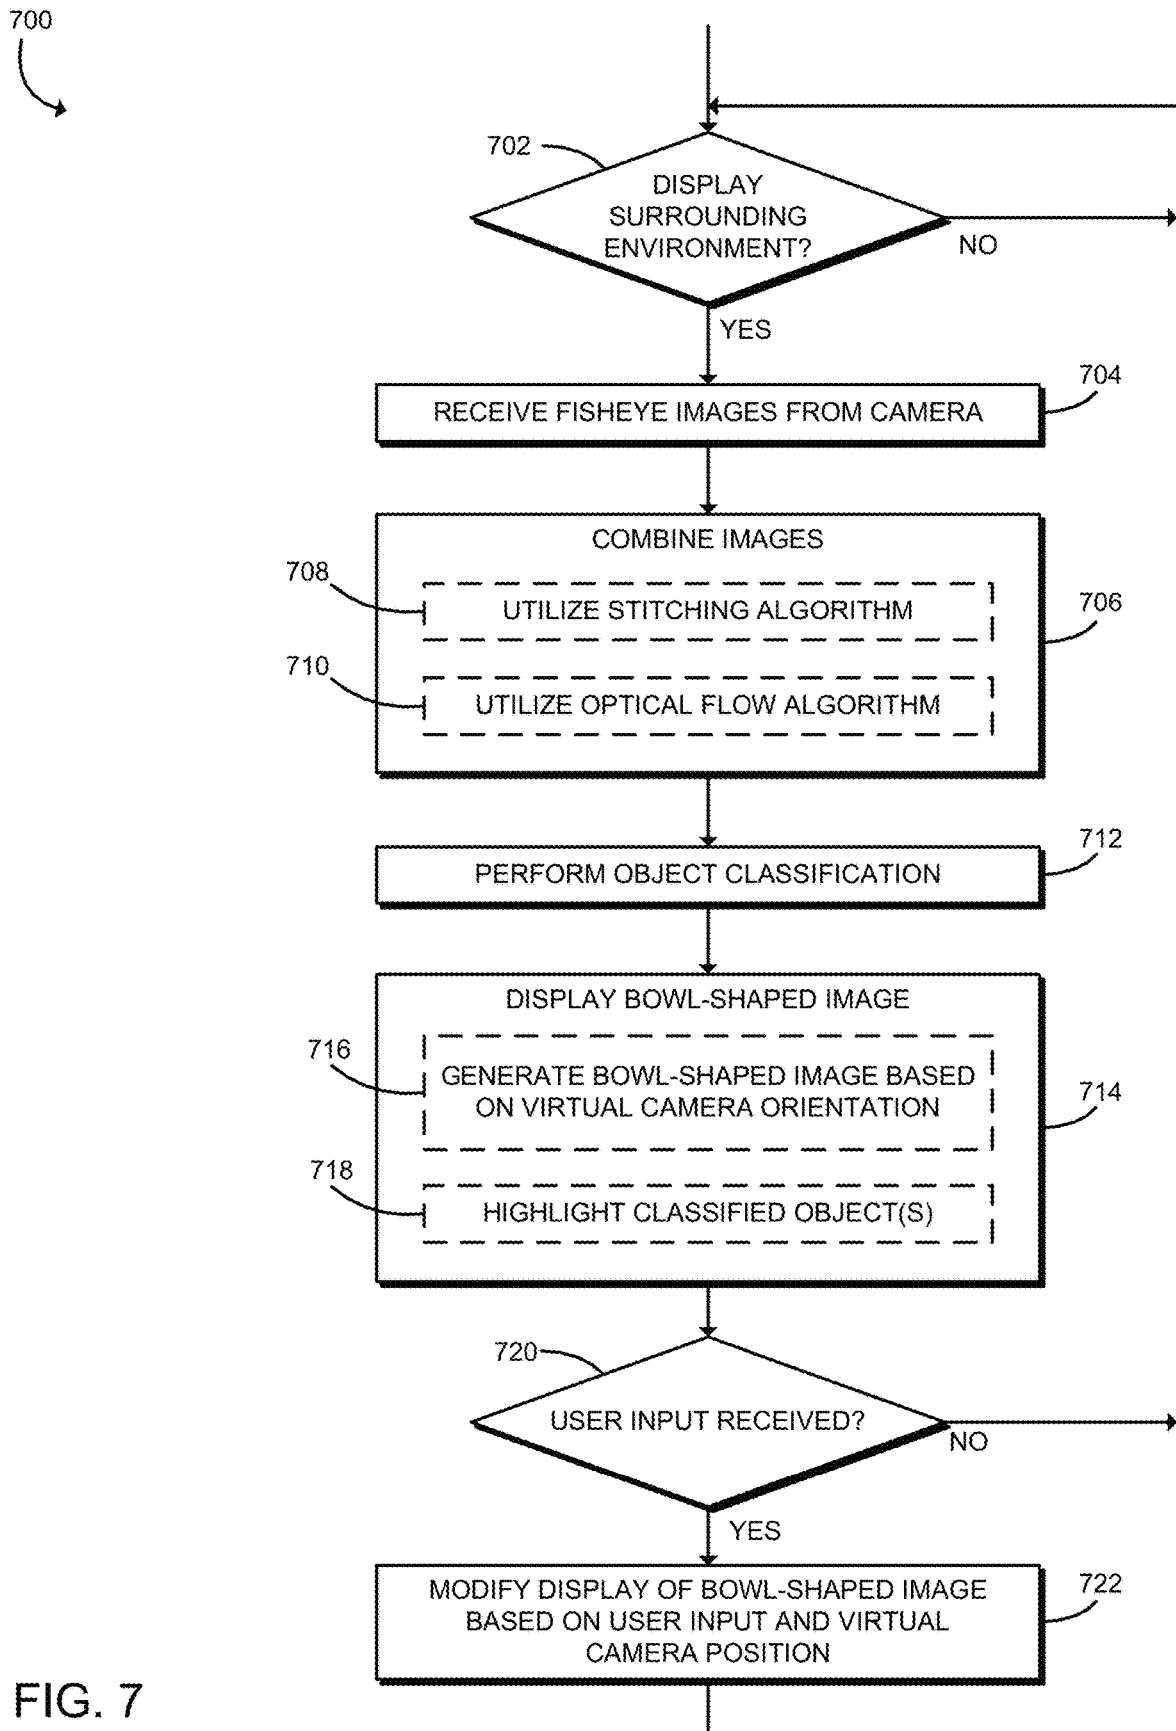 700
702
DISPLAY
SURROUNDING
ENVIRONMENT?
NO
YES
704
RECEIVE FISHEYE IMAGES FROM CAMERA
COMBINE IMAGES
708
UTILIZE STITCHING ALGORITHM
706
710
UTILIZE OPTICAL FLOW ALGORITHM
712
PERFORM OBJECT CLASSIFICATION
DISPLAY BOWL-SHAPED IMAGE
716
GENERATE BOWL-SHAPED IMAGE BASED
ON VIRTUAL CAMERA ORIENTATION
714
718
HIGHLIGHT CLASSIFIED OBJECT(S)
720
USER INPUT RECEIVED?
NO
YES
MODIFY DISPLAY OF BOWL-SHAPED IMAGE
BASED ON USER INPUT AND VIRTUAL
CAMERA POSITION
722
FIG. 7